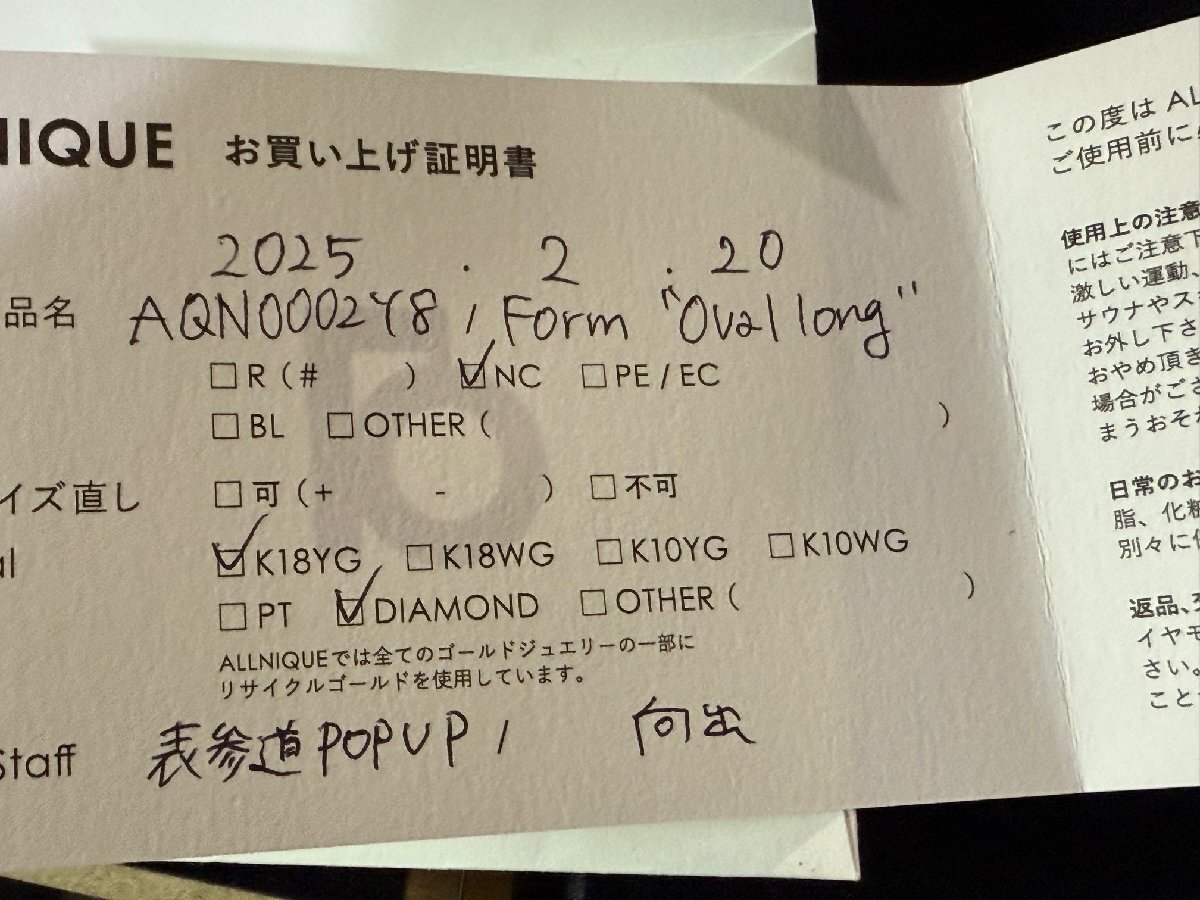 NIQUE お買い上げ証明書
2025 . 2 . 20
品名 AQN0002Y8 / Form "Oval long"
□R(# ) ☑NC □PE/EC
□BL □OTHER( )
イズ直し □可(+ - ) □不可
al ☑K18YG □K18WG □K10YG □K10WG
□PT ☑DIAMOND □OTHER( )
ALLNIQUEでは全てのゴールドジュエリーの一部に
リサイクルゴールドを使用しています。
Staff 表参道POPUP / 向出
この度は AL
ご使用前に
使用上の注意
にはご注意下
激しい運動、
サウナやス
お外し下さ
おやめ頂き
場合がござ
まうおそれ
日常のお
脂、化粧
別々に
返品、
イヤモ
さい。
こと